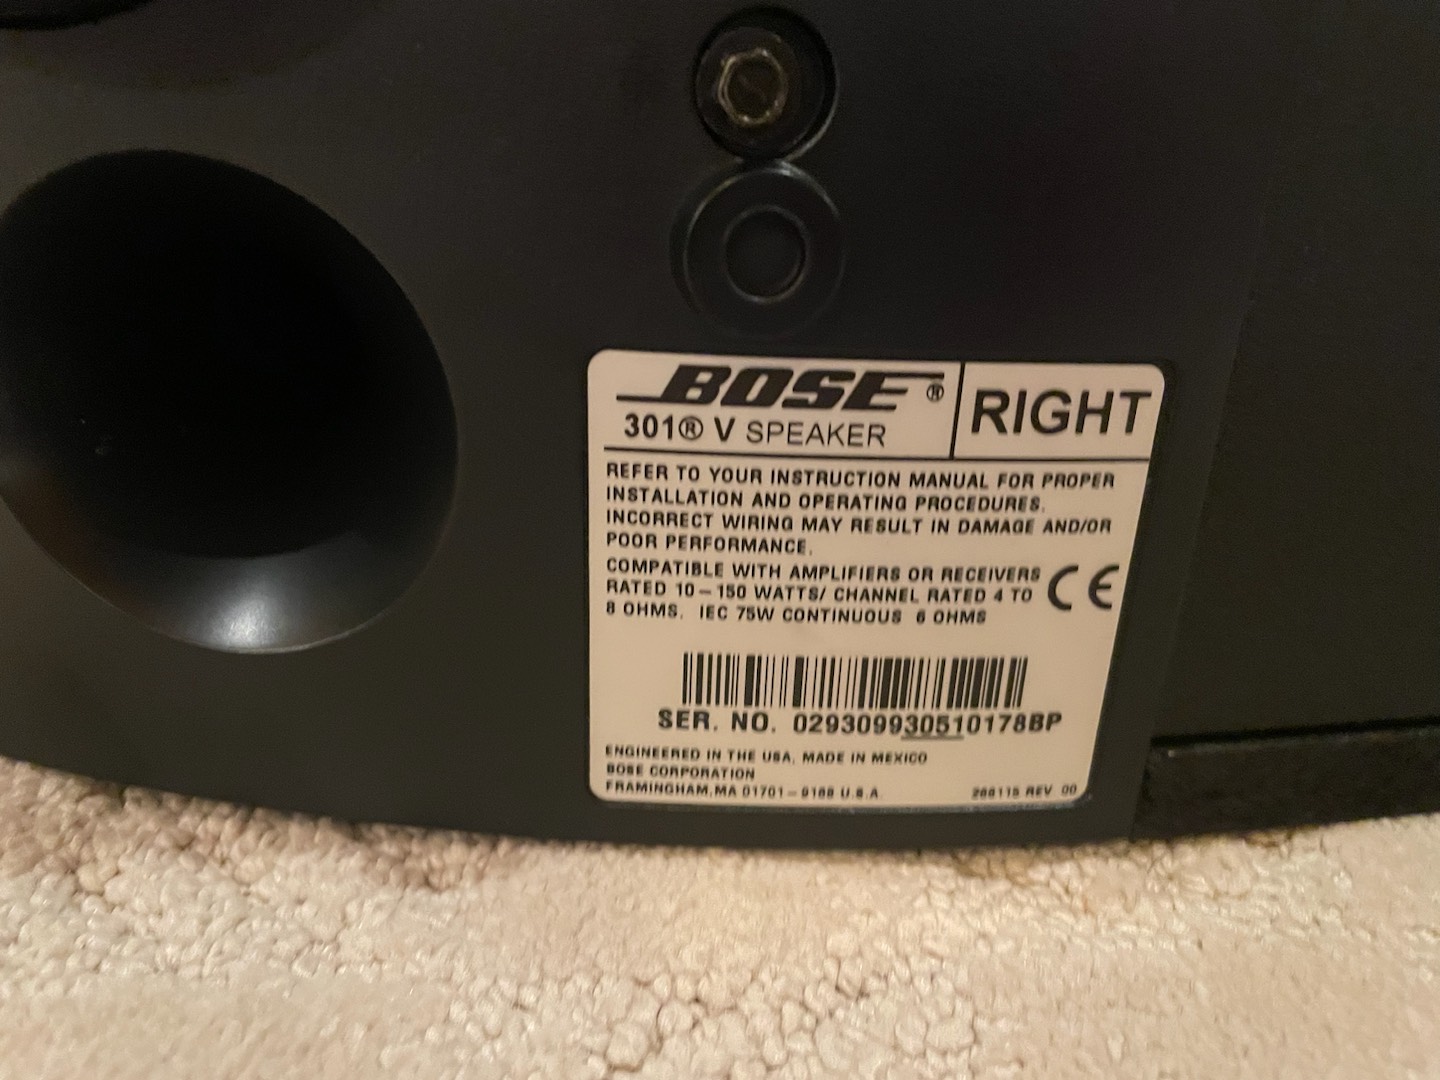 BOSE®
301® V SPEAKER
RIGHT
REFER TO YOUR INSTRUCTION MANUAL FOR PROPER
INSTALLATION AND OPERATING PROCEDURES.
INCORRECT WIRING MAY RESULT IN DAMAGE AND/OR
POOR PERFORMANCE.
COMPATIBLE WITH AMPLIFIERS OR RECEIVERS
RATED 10-150 WATTS/ CHANNEL RATED 4 TO
8 OHMS. IEC 75W CONTINUOUS 6 OHMS
CE
SER. NO. 029309930510178BP
ENGINEERED IN THE USA, MADE IN MEXICO
BOSE CORPORATION
FRAMINGHAM, MA 01701-9168 U.S.A.
268115 REV 00